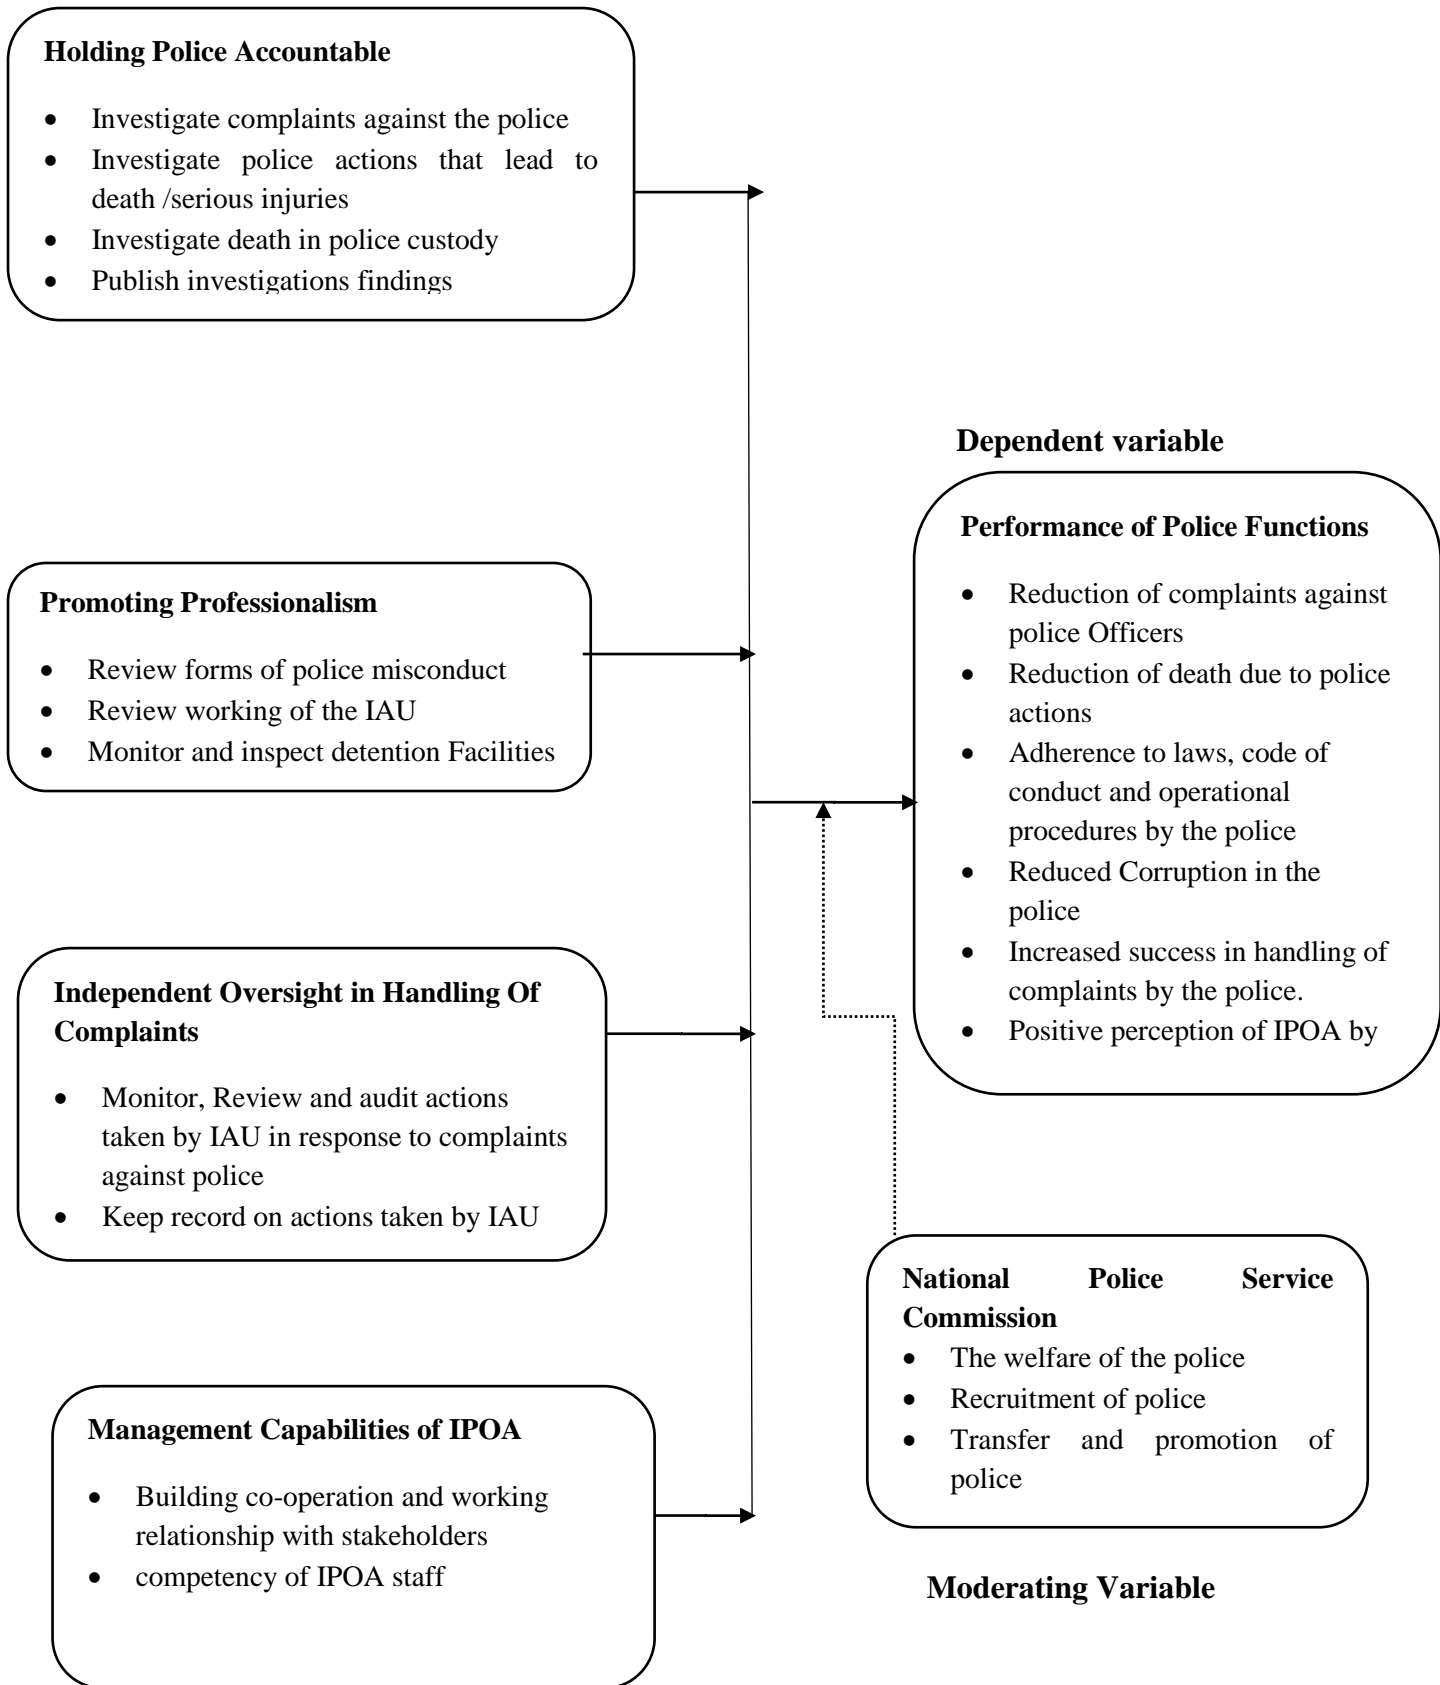 Holding Police Accountable
• Investigate complaints against the police
• Investigate police actions that lead to
death /serious injuries
• Investigate death in police custody
• Publish investigations findings
Promoting Professionalism
• Review forms of police misconduct
• Review working of the IAU
• Monitor and inspect detention Facilities
Independent Oversight in Handling Of
Complaints
• Monitor, Review and audit actions
taken by IAU in response to complaints
against police
• Keep record on actions taken by IAU
Management Capabilities of IPOA
• Building co-operation and working
relationship with stakeholders
• competency of IPOA staff
Dependent variable
Performance of Police Functions
• Reduction of complaints against
police Officers
• Reduction of death due to police
actions
• Adherence to laws, code of
conduct and operational
procedures by the police
• Reduced Corruption in the
police
• Increased success in handling of
complaints by the police.
• Positive perception of IPOA by
National Police Service
Commission
• The welfare of the police
• Recruitment of police
• Transfer and promotion of
police
Moderating Variable